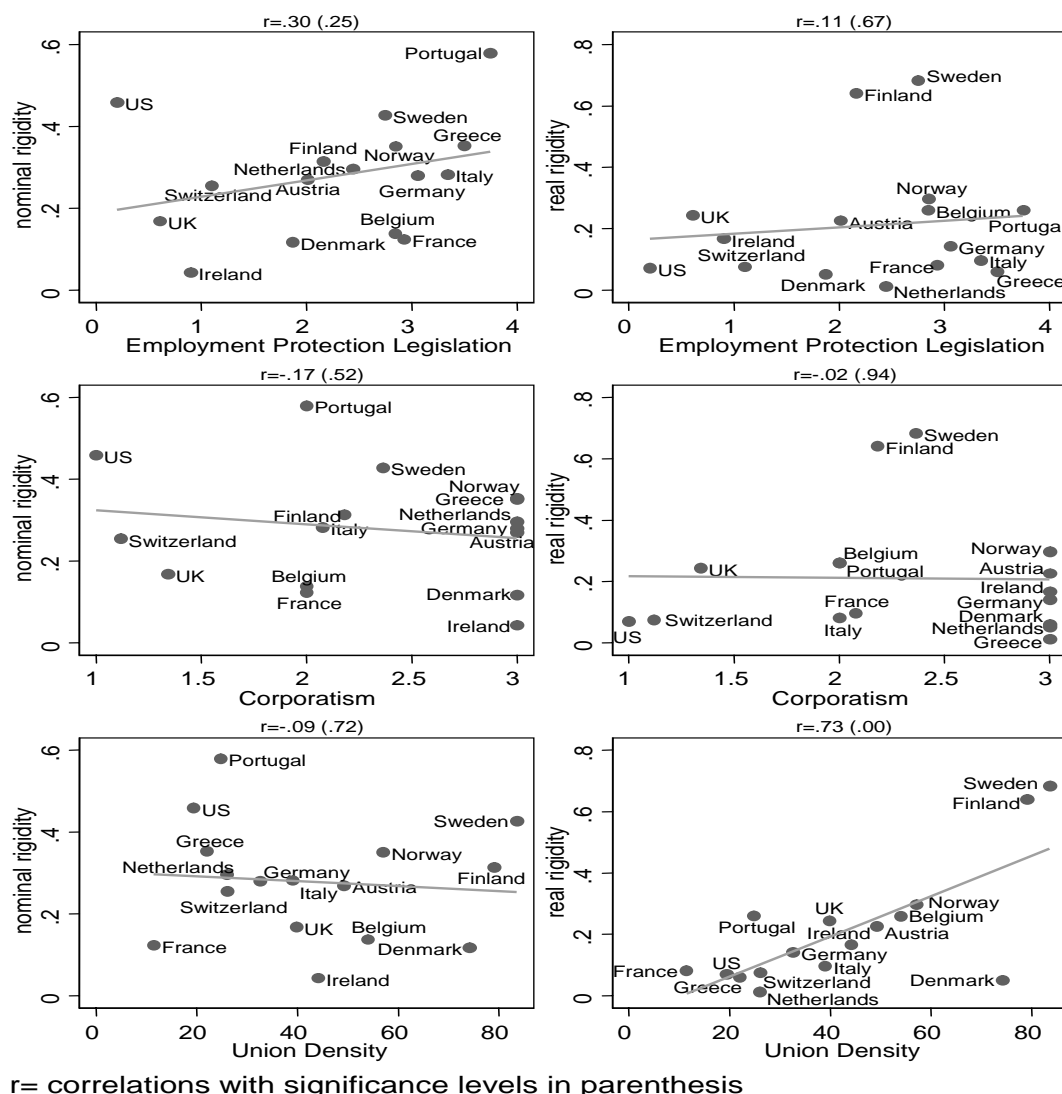 r=.30 (.25)
nominal rigidity
0 .2 .4 .6
Portugal
US
Sweden
Greece
Finland
Norway
Netherlands
Italy
Switzerland
Austria
Germany
UK
Belgium
Denmark
France
Ireland
0 1 2 3 4
Employment Protection Legislation
r=.11 (.67)
real rigidity
0 .2 .4 .6 .8
Sweden
Finland
Norway
UK
Belgium
Austria
Portugal
Ireland
Germany
Switzerland
France
Italy
US
Denmark
Greece
Netherlands
0 1 2 3 4
Employment Protection Legislation
r=-.17 (.52)
nominal rigidity
0 .2 .4 .6
Portugal
US
Sweden
Norway
Greece
Finland
Netherlands
Italy
Germany
Switzerland
Austria
UK
Belgium
France
Denmark
Ireland
1 1.5 2 2.5 3
Corporatism
r=-.02 (.94)
real rigidity
0 .2 .4 .6 .8
Sweden
Finland
Norway
Belgium
UK
Austria
Portugal
Ireland
France
Germany
Switzerland
Denmark
US
Italy
Netherlands
Greece
1 1.5 2 2.5 3
Corporatism
r=-.09 (.72)
nominal rigidity
0 .2 .4 .6
Portugal
US
Sweden
Greece
Norway
Netherlands
Germany
Finland
Italy
Austria
Switzerland
UK
Belgium
France
Denmark
Ireland
0 20 40 60 80
Union Density
r=.73 (.00)
real rigidity
0 .2 .4 .6 .8
Sweden
Finland
UK
Norway
Portugal
Belgium
Ireland
Austria
US
Germany
France
Italy
Greece
Switzerland
Denmark
Netherlands
0 20 40 60 80
Union Density
r= correlations with significance levels in parenthesis